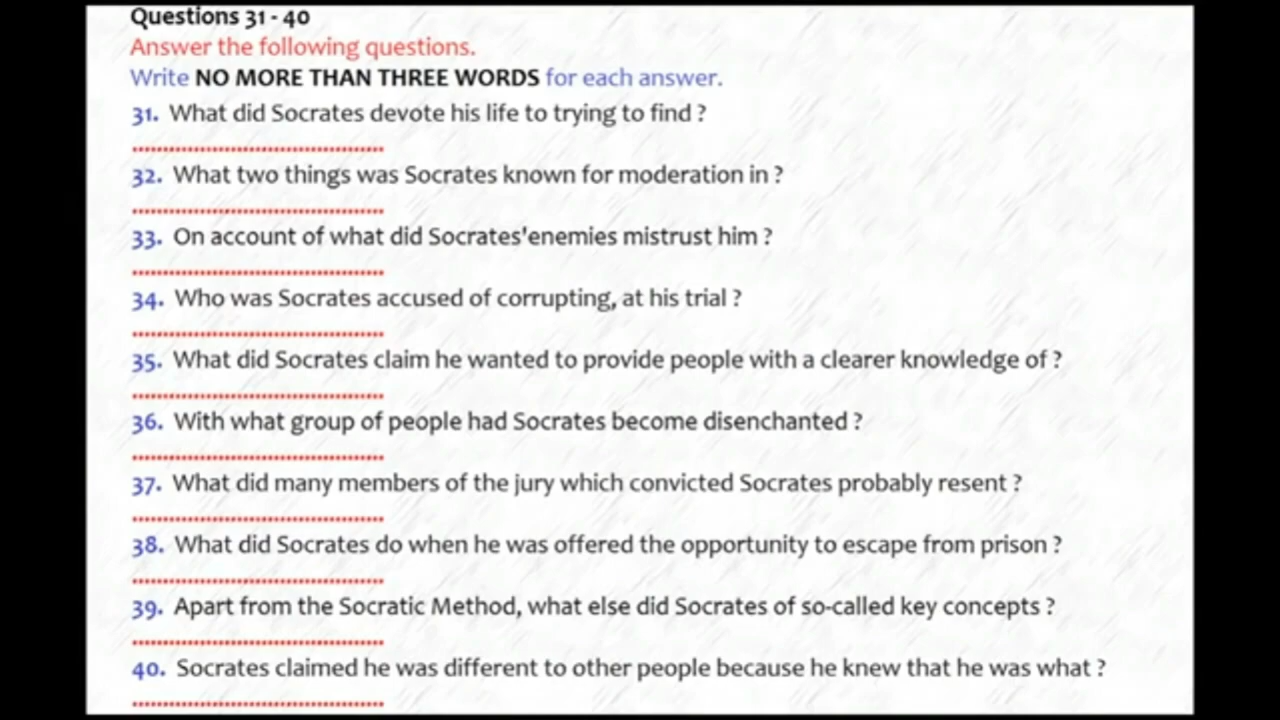 Questions 31 - 40
Answer the following questions.
Write NO MORE THAN THREE WORDS for each answer.
31. What did Socrates devote his life to trying to find ?
..........................................
32. What two things was Socrates known for moderation in ?
..........................................
33. On account of what did Socrates'enemies mistrust him ?
..........................................
34. Who was Socrates accused of corrupting, at his trial ?
..........................................
35. What did Socrates claim he wanted to provide people with a clearer knowledge of ?
..........................................
36. With what group of people had Socrates become disenchanted ?
..........................................
37. What did many members of the jury which convicted Socrates probably resent ?
..........................................
38. What did Socrates do when he was offered the opportunity to escape from prison ?
..........................................
39. Apart from the Socratic Method, what else did Socrates of so-called key concepts ?
..........................................
40. Socrates claimed he was different to other people because he knew that he was what ?
..........................................